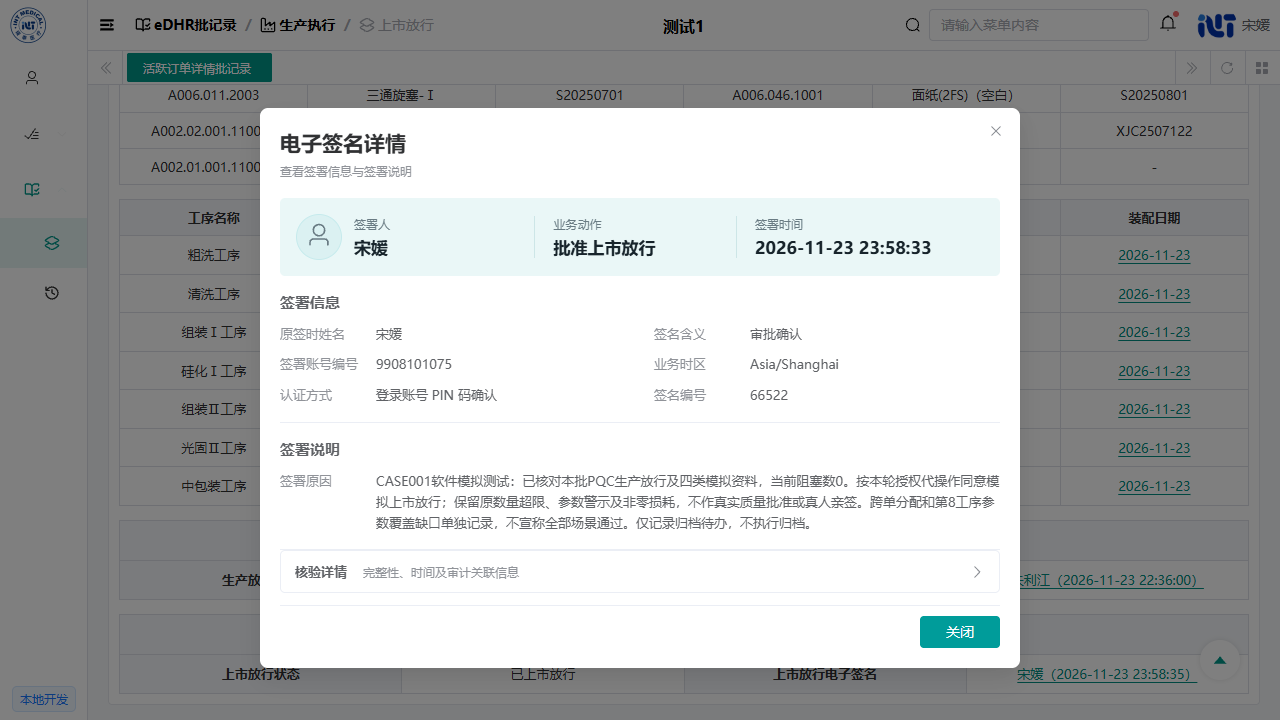 eDHR批记录 / 生产执行 / 上市放行
测试1
请输入菜单内容
宋媛
活跃订单详情批记录
A006.011.2003 三通旋塞-Ⅰ S20250701 A006.046.1001 面纸(2FS)(空白) S20250801
A002.02.001.1100 XJC2507122
A002.01.001.1100 -
工序名称 装配日期
粗洗工序 2026-11-23
清洗工序 2026-11-23
组装Ⅰ工序 2026-11-23
硅化Ⅰ工序 2026-11-23
组装Ⅱ工序 2026-11-23
光固Ⅱ工序 2026-11-23
中包装工序 2026-11-23
生产放
利江(2026-11-23 22:36:00)
上市放行状态 已上市放行 上市放行电子签名 宋媛(2026-11-23 23:58:35)
本地开发
电子签名详情
查看签署信息与签署说明
签署人
宋媛
业务动作
批准上市放行
签署时间
2026-11-23 23:58:33
签署信息
原签时姓名 宋媛 签名含义 审批确认
签署账号编号 9908101075 业务时区 Asia/Shanghai
认证方式 登录账号 PIN 码确认 签名编号 66522
签署说明
签署原因 CASE001软件模拟测试：已核对本批PQC生产放行及四类模拟资料，当前阻塞数0。按本轮授权代操作同意模
拟上市放行；保留原数量超限、参数警示及非零损耗，不作真实质量批准或真人亲签。跨单分配和第8工序参
数覆盖缺口单独记录，不宣称全部场景通过。仅记录归档待办，不执行归档。
核验详情 完整性、时间及审计关联信息
关闭